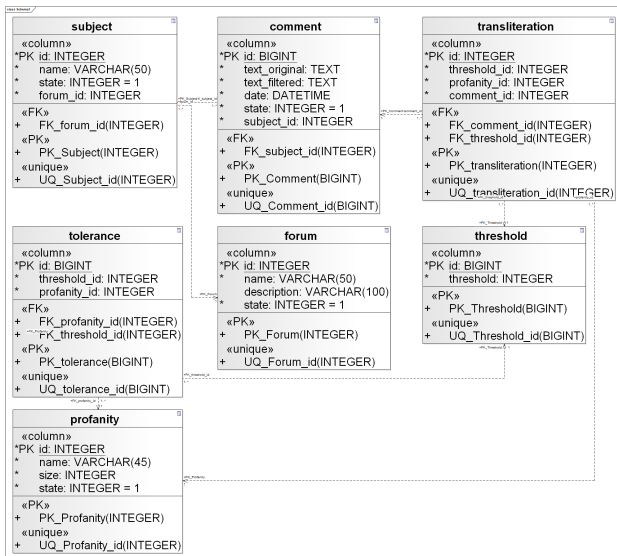 class Schema1
subject
«column»
*PK id: INTEGER
* name: VARCHAR(50)
* state: INTEGER = 1
* forum_id: INTEGER
«FK»
+ FK_forum_id(INTEGER)
«PK»
+ PK_Subject(INTEGER)
«unique»
+ UQ_Subject_id(INTEGER)
comment
«column»
*PK id: BIGINT
* text_original: TEXT
* text_filtered: TEXT
* date: DATETIME
* state: INTEGER = 1
* subject_id: INTEGER
«FK»
+ FK_subject_id(INTEGER)
«PK»
+ PK_Comment(BIGINT)
«unique»
+ UQ_Comment_id(BIGINT)
transliteration
«column»
*PK id: INTEGER
* threshold_id: INTEGER
* profanity_id: INTEGER
* comment_id: INTEGER
«FK»
+ FK_comment_id(INTEGER)
+ FK_threshold_id(INTEGER)
«PK»
+ PK_transliteration(INTEGER)
«unique»
+ UQ_transliteration_id(INTEGER)
tolerance
«column»
*PK id: BIGINT
* threshold_id: INTEGER
* profanity_id: INTEGER
«FK»
+ FK_profanity_id(INTEGER)
+ FK_threshold_id(INTEGER)
«PK»
+ PK_tolerance(BIGINT)
«unique»
+ UQ_tolerance_id(BIGINT)
forum
«column»
*PK id: INTEGER
* name: VARCHAR(50)
* description: VARCHAR(100)
* state: INTEGER = 1
«PK»
+ PK_Forum(INTEGER)
«unique»
+ UQ_Forum_id(INTEGER)
threshold
«column»
*PK id: BIGINT
* threshold: INTEGER
«PK»
+ PK_Threshold(BIGINT)
«unique»
+ UQ_Threshold_id(BIGINT)
profanity
«column»
*PK id: INTEGER
* name: VARCHAR(45)
* size: INTEGER
* state: INTEGER = 1
«PK»
+ PK_Profanity(INTEGER)
«unique»
+ UQ_Profanity_id(INTEGER)
+PK_Profanity